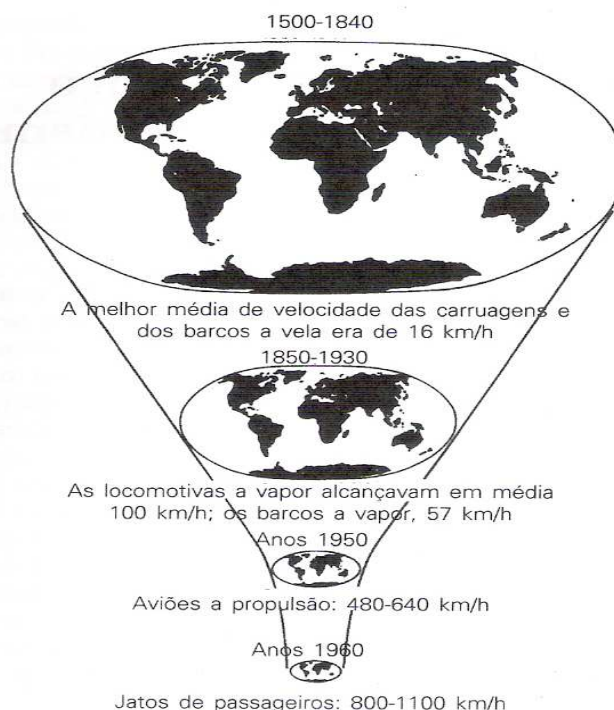 1500-1840
A melhor média de velocidade das carruagens e
dos barcos a vela era de 16 km/h
1850-1930
As locomotivas a vapor alcançavam em média
100 km/h; os barcos a vapor, 57 km/h
Anos 1950
Aviões a propulsão: 480-640 km/h
Anos 1960
Jatos de passageiros: 800-1100 km/h